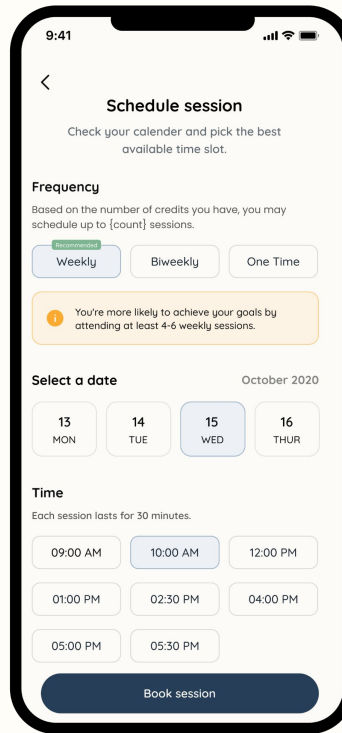 9:41
Schedule session
Check your calender and pick the best
available time slot.
Frequency
Based on the number of credits you have, you may
schedule up to {count} sessions.
Recommended
Weekly Biweekly One Time
You're more likely to achieve your goals by
attending at least 4-6 weekly sessions.
Select a date October 2020
13 14 15 16
MON TUE WED THUR
Time
Each session lasts for 30 minutes.
09:00 AM 10:00 AM 12:00 PM
01:00 PM 02:30 PM 04:00 PM
05:00 PM 05:30 PM
Book session